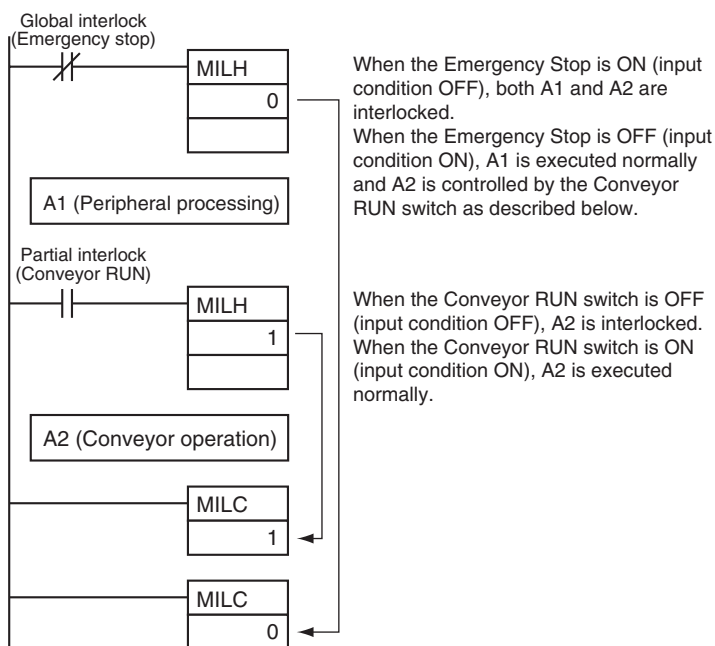 Global interlock
(Emergency stop)
MILH
0
When the Emergency Stop is ON (input
condition OFF), both A1 and A2 are
interlocked.
When the Emergency Stop is OFF (input
condition ON), A1 is executed normally
and A2 is controlled by the Conveyor
RUN switch as described below.
A1 (Peripheral processing)
Partial interlock
(Conveyor RUN)
MILH
1
When the Conveyor RUN switch is OFF
(input condition OFF), A2 is interlocked.
When the Conveyor RUN switch is ON
(input condition ON), A2 is executed
normally.
A2 (Conveyor operation)
MILC
1
MILC
0